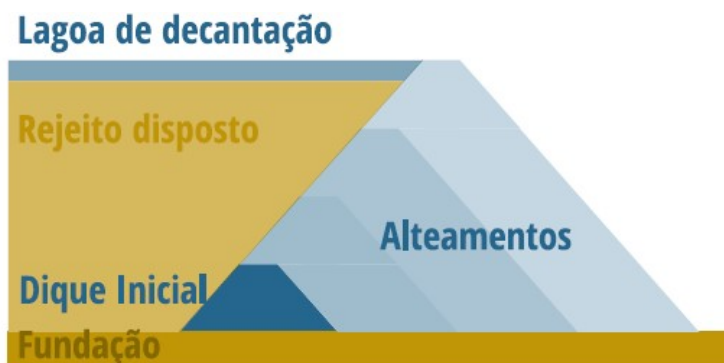 Lagoa de decantação
Rejeito disposto
Alteamentos
Dique Inicial
Fundação